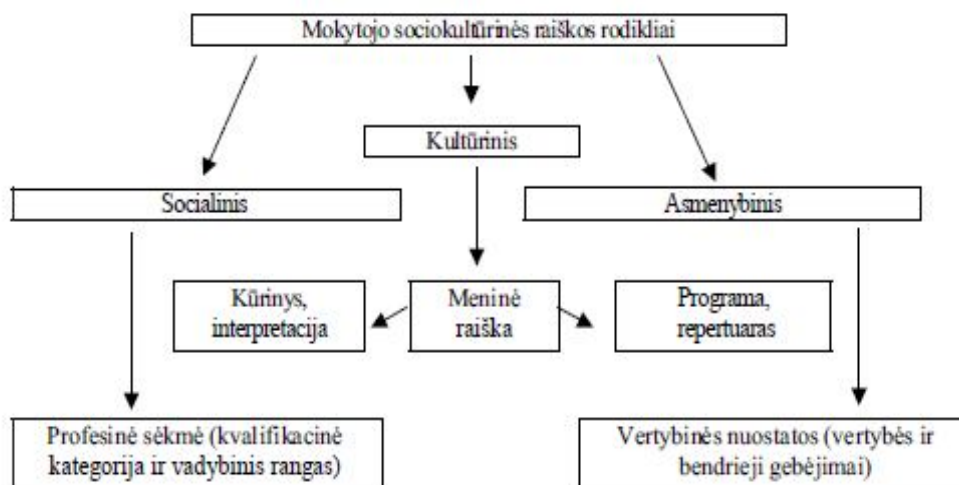 Mokytojo sociokultūrinės raiškos rodikliai
Kultūrinis
Socialinis
Asmenybinis
Kūrinys,
interpretacija
Meninė
raiška
Programa,
repertuaras
Profesinė sėkmė (kvalifikacinė
kategorija ir vadybinis rangas)
Vertybinės nuostatos (vertybės ir
bendrieji gebėjimai)